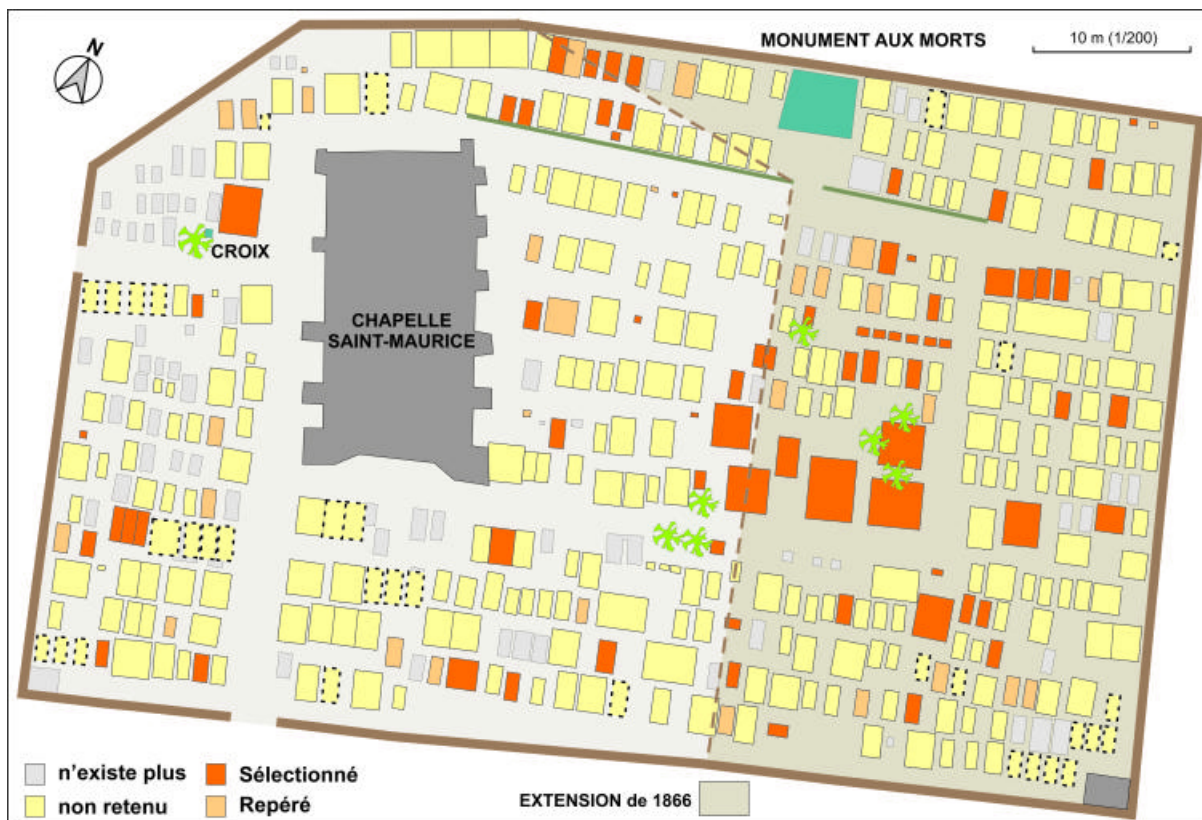 N
MONUMENT AUX MORTS
10 m (1/200)
CROIX
CHAPELLE
SAINT-MAURICE
n'existe plus
Sélectionné
non retenu
Repéré
EXTENSION de 1866